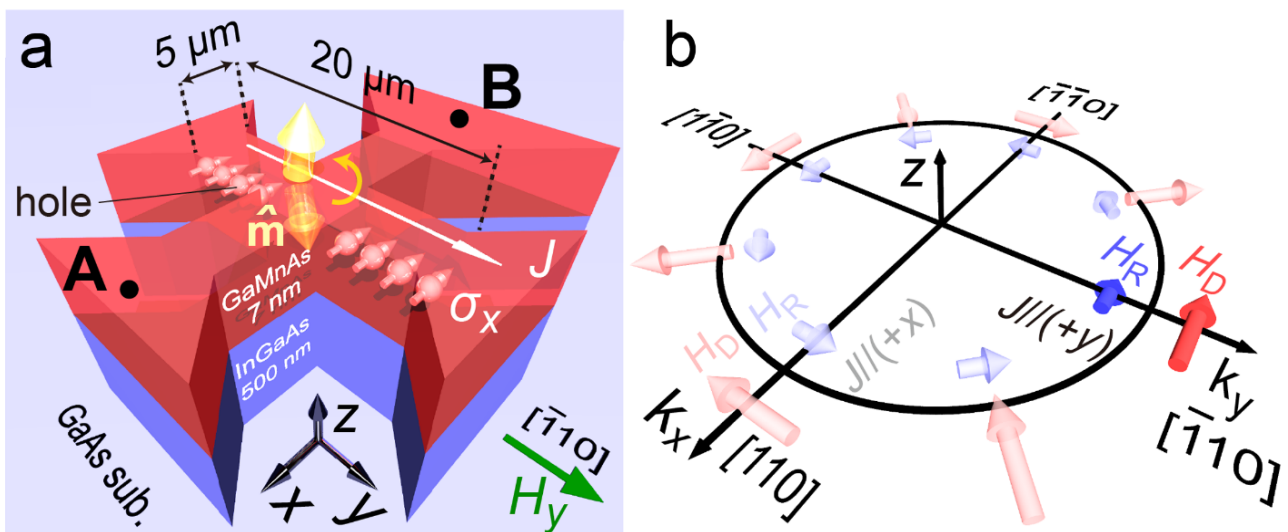 a
5 μm
20 μm
B
hole
m̂
A
J
σx
GaMnAs
7 nm
InGaAs
500 nm
GaAs sub.
z
x
y
[1̄10]
Hy
b
[11̄0]
[1̄1̄0]
z
HR
HD
HR
HD
J//(+x)
J//(+y)
kx
[110]
ky
[1̄10]